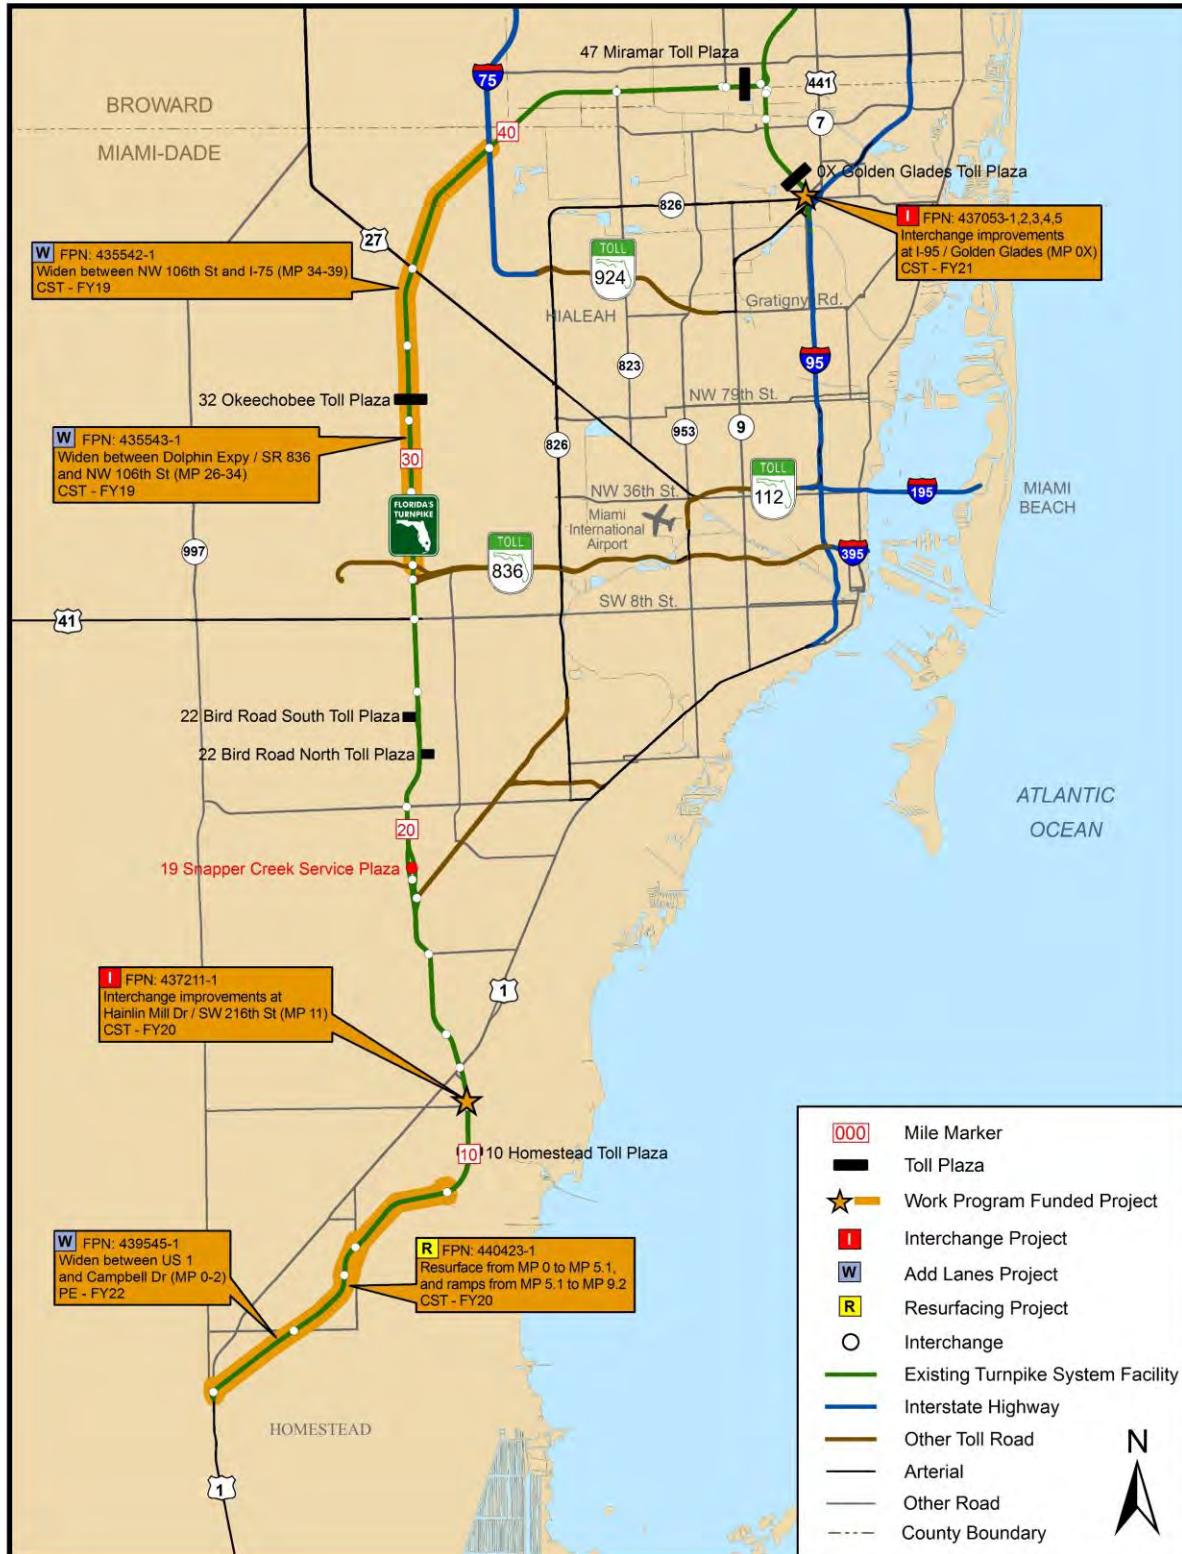 47 Miramar Toll Plaza
75
441
BROWARD
40
7
MIAMI-DADE
0X Golden Glades Toll Plaza
826
27
I FPN: 437053-1,2,3,4,5
Interchange improvements
at I-95 / Golden Glades (MP 0X)
CST - FY21
W FPN: 435542-1
Widen between NW 106th St and I-75 (MP 34-39)
CST - FY19
TOLL
924
Gratigny Rd.
HIALEAH
823
95
32 Okeechobee Toll Plaza
NW 79th St.
W FPN: 435543-1
Widen between Dolphin Expy / SR 836
and NW 106th St (MP 26-34)
CST - FY19
826
953
9
30
TOLL
112
NW 36th St.
195
MIAMI
BEACH
FLORIDA'S
TURNPIKE
Miami
International
Airport
997
395
TOLL
836
SW 8th St.
41
22 Bird Road South Toll Plaza
22 Bird Road North Toll Plaza
ATLANTIC
OCEAN
20
19 Snapper Creek Service Plaza
I FPN: 437211-1
Interchange improvements at
Hainlin Mill Dr / SW 216th St (MP 11)
CST - FY20
1
10
10 Homestead Toll Plaza
W FPN: 439545-1
Widen between US 1
and Campbell Dr (MP 0-2)
PE - FY22
R FPN: 440423-1
Resurface from MP 0 to MP 5.1,
and ramps from MP 5.1 to MP 9.2
CST - FY20
HOMESTEAD
1
000 Mile Marker
Toll Plaza
Work Program Funded Project
I Interchange Project
W Add Lanes Project
R Resurfacing Project
Interchange
Existing Turnpike System Facility
Interstate Highway
Other Toll Road
Arterial
Other Road
County Boundary
N